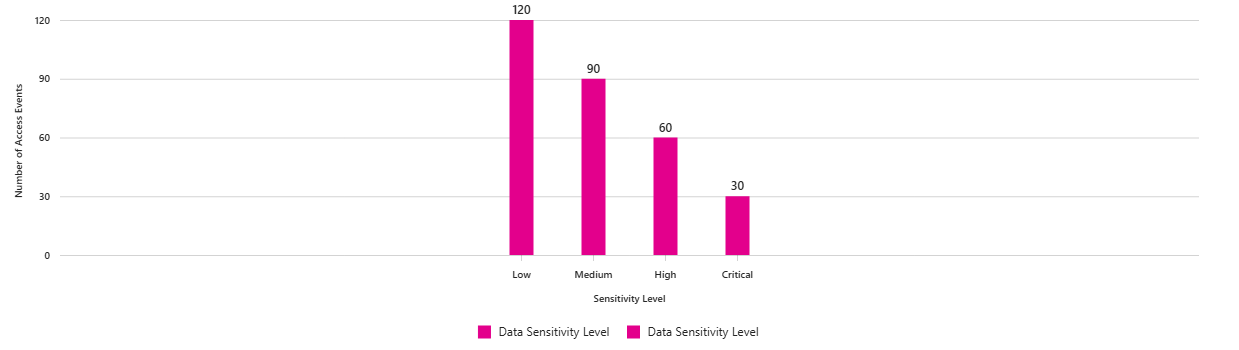 120
90
60
30
0
Number of Access Events
120
90
60
30
Low Medium High Critical
Sensitivity Level
Data Sensitivity Level Data Sensitivity Level